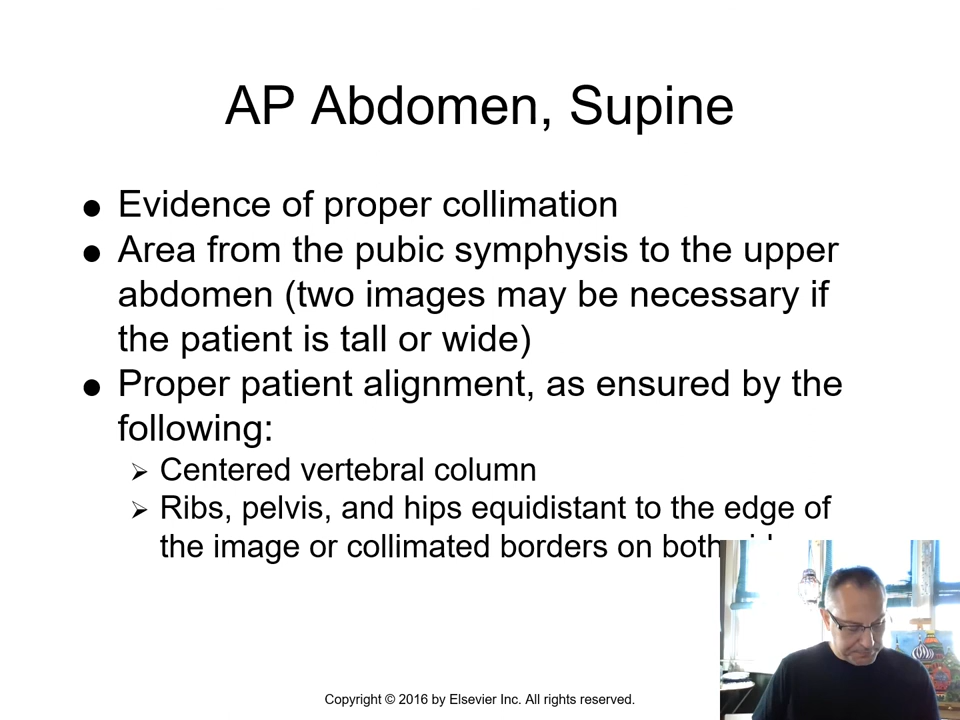 AP Abdomen, Supine
● Evidence of proper collimation
● Area from the pubic symphysis to the upper
abdomen (two images may be necessary if
the patient is tall or wide)
● Proper patient alignment, as ensured by the
following:
➢ Centered vertebral column
➢ Ribs, pelvis, and hips equidistant to the edge of
the image or collimated borders on both
Copyright © 2016 by Elsevier Inc. All rights reserved.